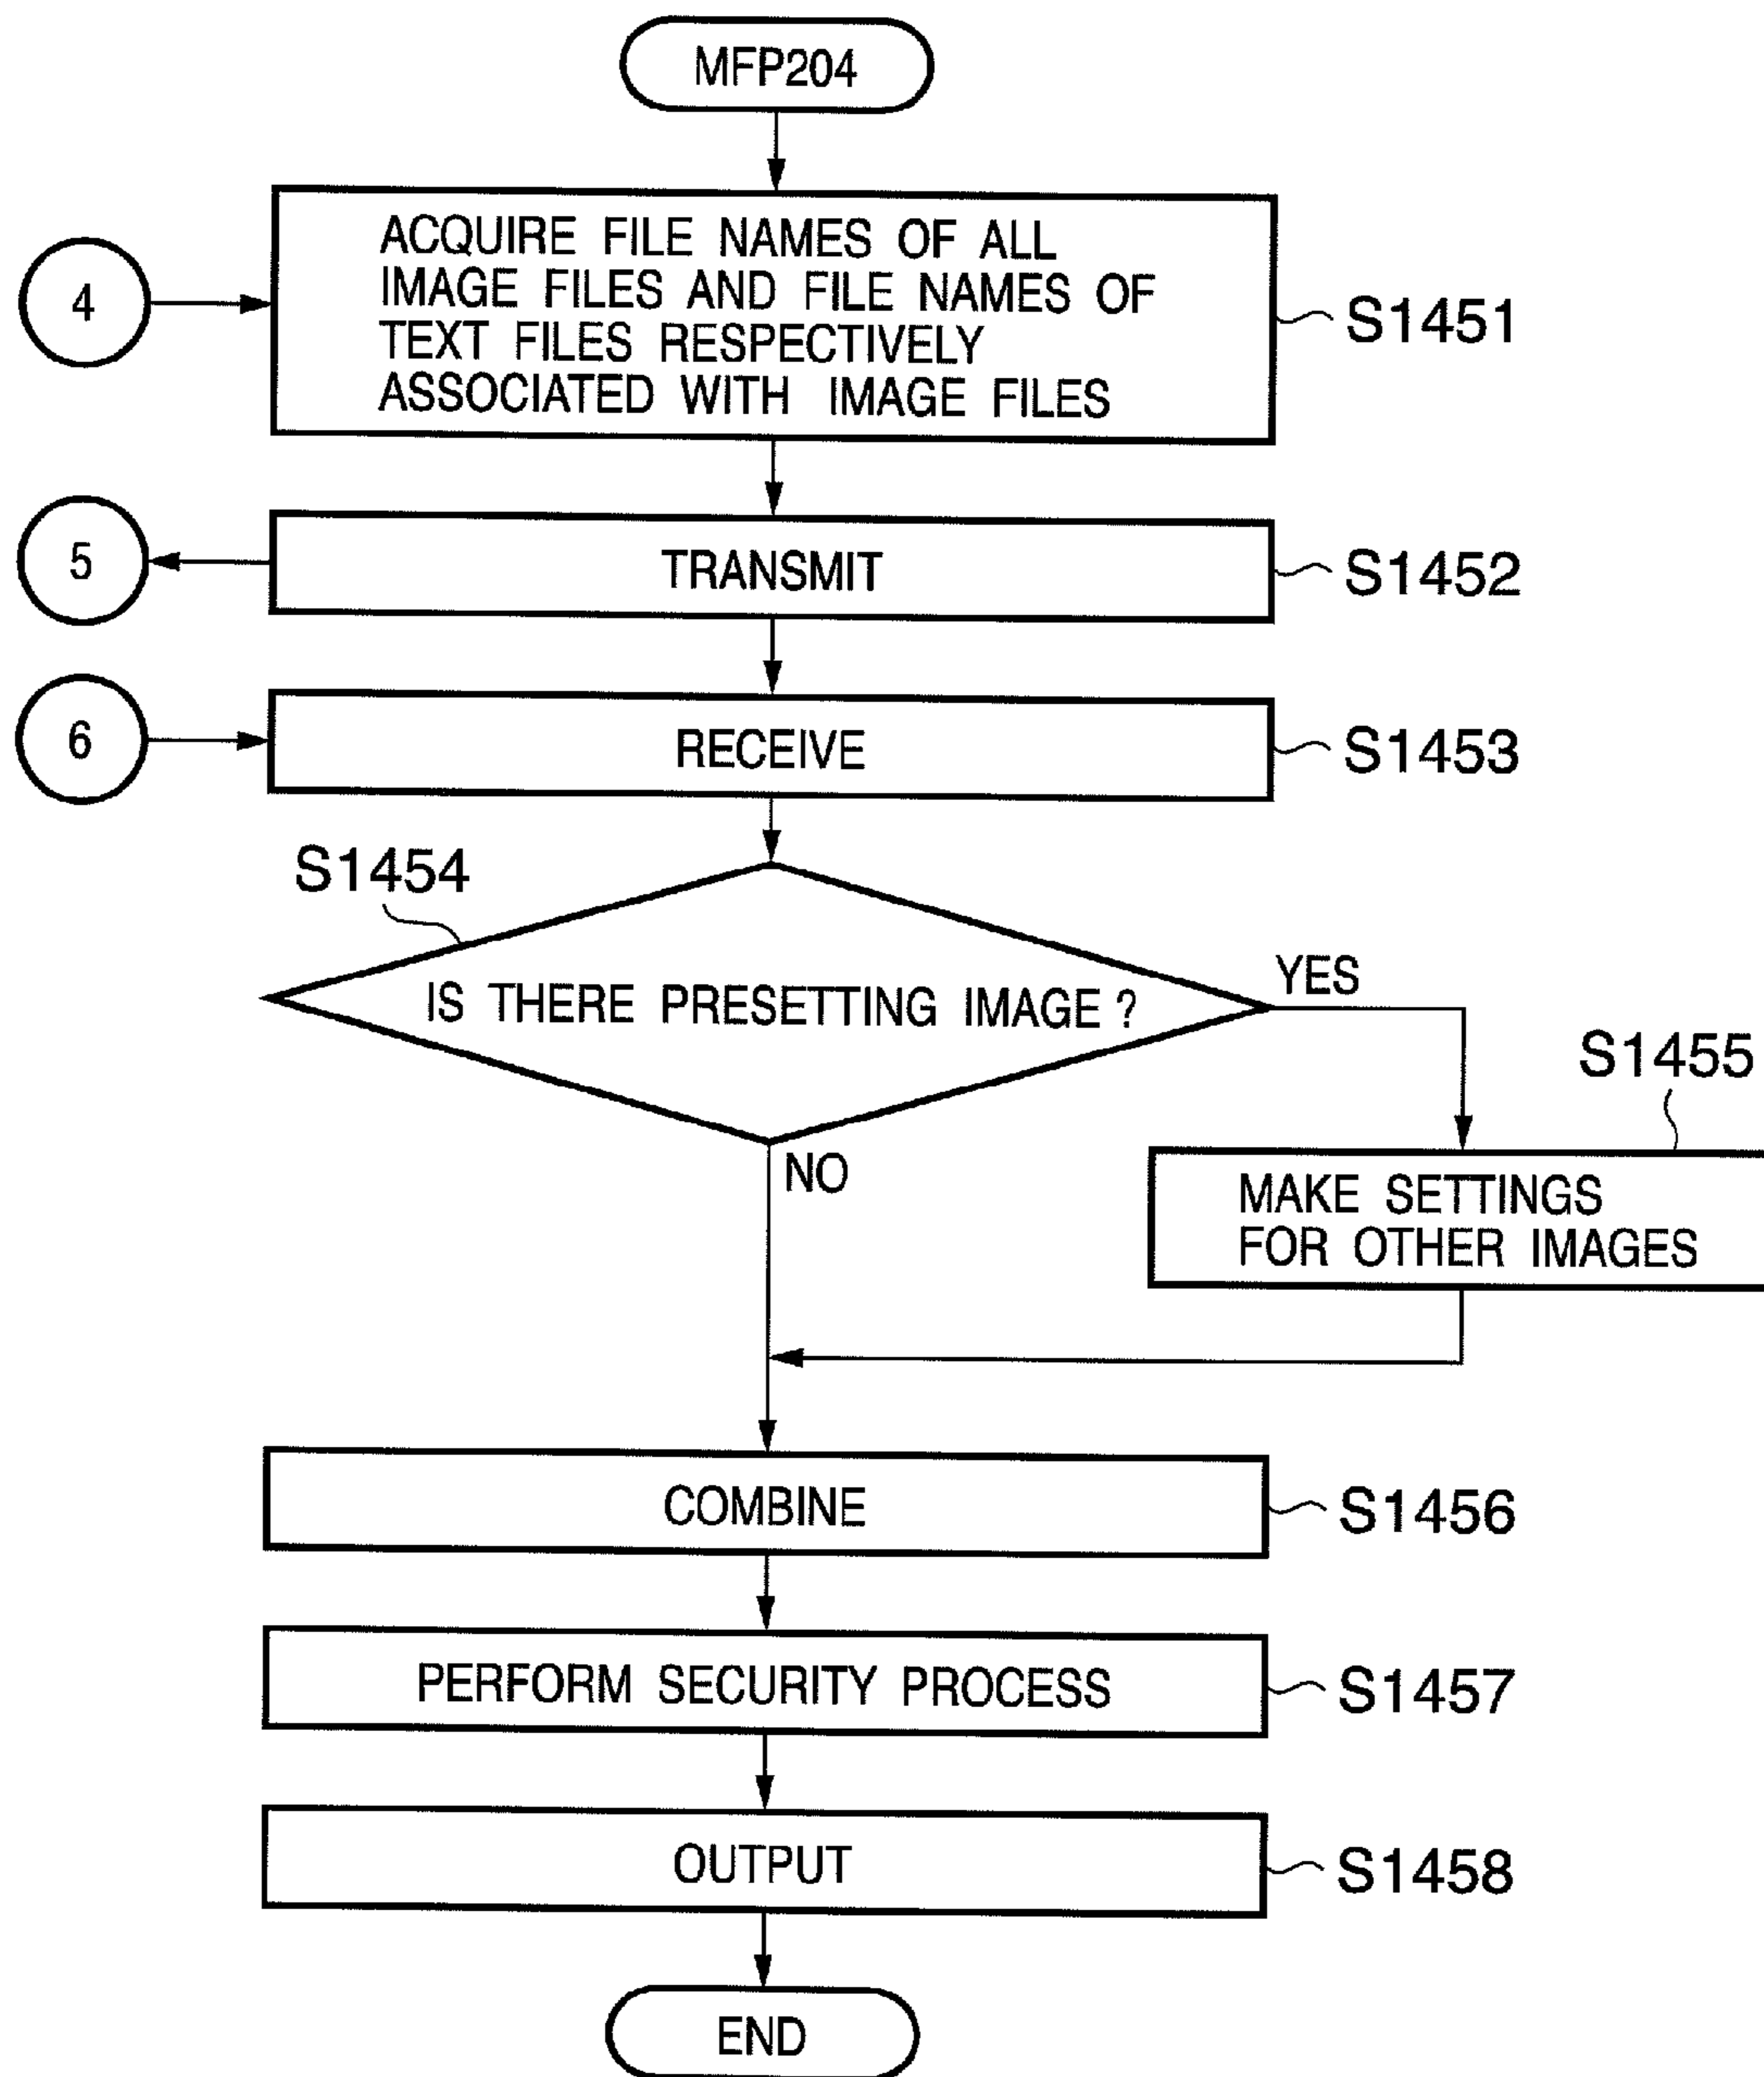 MFP204
4
ACQUIRE FILE NAMES OF ALL
IMAGE FILES AND FILE NAMES OF
TEXT FILES RESPECTIVELY
ASSOCIATED WITH IMAGE FILES
S1451
5
TRANSMIT
S1452
6
RECEIVE
S1453
S1454
IS THERE PRESETTING IMAGE ?
YES
NO
S1455
MAKE SETTINGS
FOR OTHER IMAGES
COMBINE
S1456
PERFORM SECURITY PROCESS
S1457
OUTPUT
S1458
END